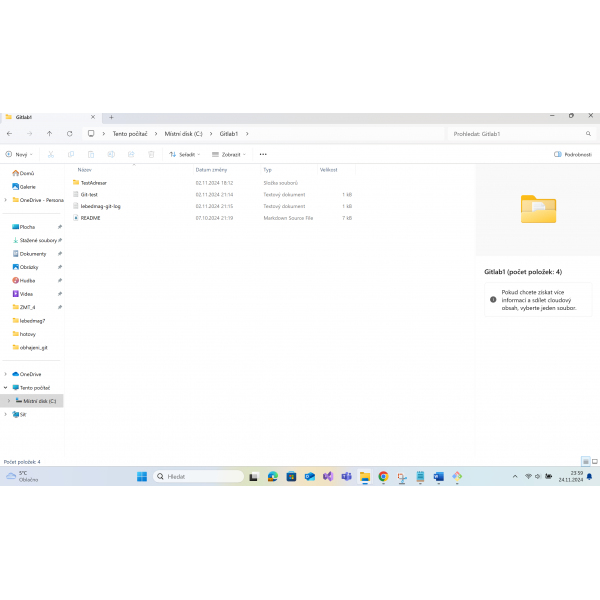 Gitlab1
Tento počítač > Místní disk (C:) > Gitlab1 >
Prohledat: Gitlab1
Nový
Seřadit
Zobrazit
Podrobnosti
Název Datum změny Typ Velikost
TestAdresar 02.11.2024 18:12 Složka souborů
Git-test 02.11.2024 21:14 Textový dokument 1 kB
lebedmag-git-log 02.11.2024 21:15 Textový dokument 1 kB
README 07.10.2024 21:19 Markdown Source File 7 kB
Domů
Galerie
OneDrive - Persona
Plocha
Stažené soubory
Dokumenty
Obrázky
Hudba
Videa
ZMT_4
lebedmag7
hotovy
obhajeni_git
OneDrive
Tento počítač
Místní disk (C:)
Síť
Gitlab1 (počet položek: 4)
Pokud chcete získat více
informací a sdílet cloudový
obsah, vyberte jeden soubor.
Počet položek: 4
5°C
Oblačno
Hledat
23:59
24.11.2024